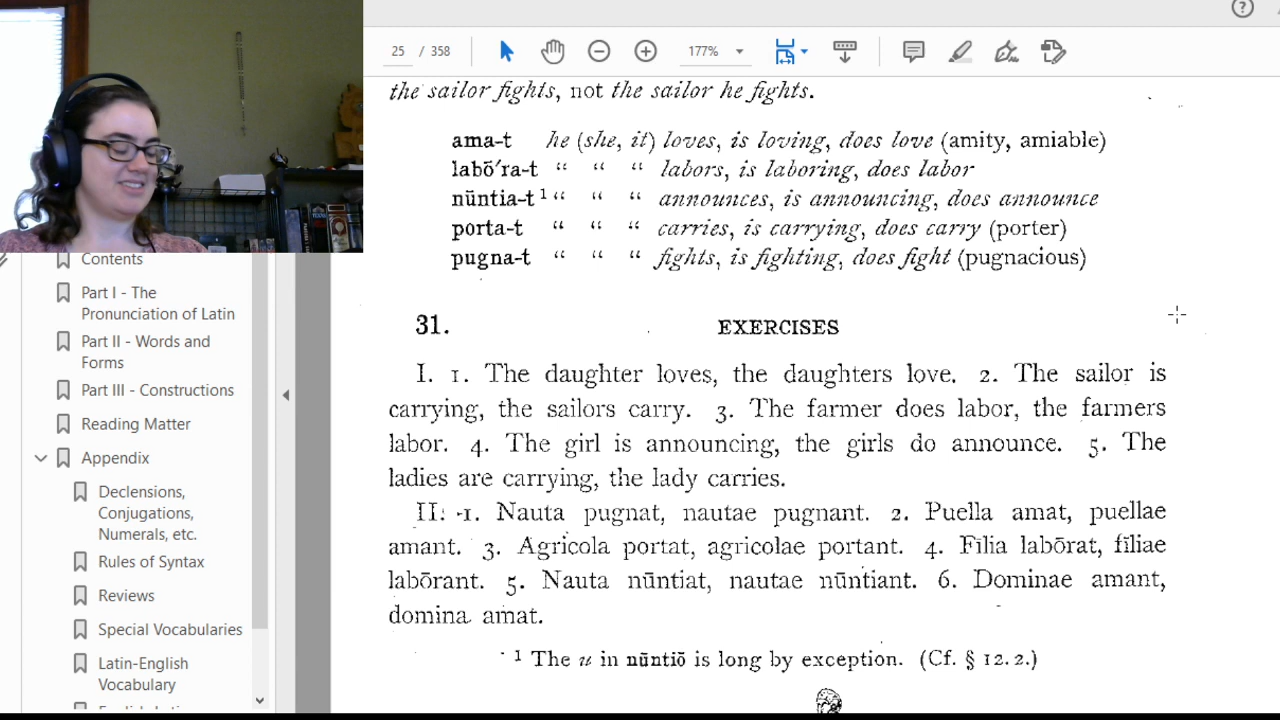 25 / 358
177%
the sailor fights, not the sailor he fights.
ama-t he (she, it) loves, is loving, does love (amity, amiable)
labō′ra-t “ “ “ labors, is laboring, does labor
nūntia-t¹ “ “ “ announces, is announcing, does announce
porta-t “ “ “ carries, is carrying, does carry (porter)
pugna-t “ “ “ fights, is fighting, does fight (pugnacious)
31. EXERCISES
I. 1. The daughter loves, the daughters love. 2. The sailor is
carrying, the sailors carry. 3. The farmer does labor, the farmers
labor. 4. The girl is announcing, the girls do announce. 5. The
ladies are carrying, the lady carries.
II. 1. Nauta pugnat, nautae pugnant. 2. Puella amat, puellae
amant. 3. Agricola portat, agricolae portant. 4. Fīlia labōrat, fīliae
labōrant. 5. Nauta nūntiat, nautae nūntiant. 6. Dominae amant,
domina amat.
¹ The u in nūntiō is long by exception. (Cf. § 12. 2.)
Contents
Part I - The
Pronunciation of Latin
Part II - Words and
Forms
Part III - Constructions
Reading Matter
Appendix
Declensions,
Conjugations,
Numerals, etc.
Rules of Syntax
Reviews
Special Vocabularies
Latin-English
Vocabulary